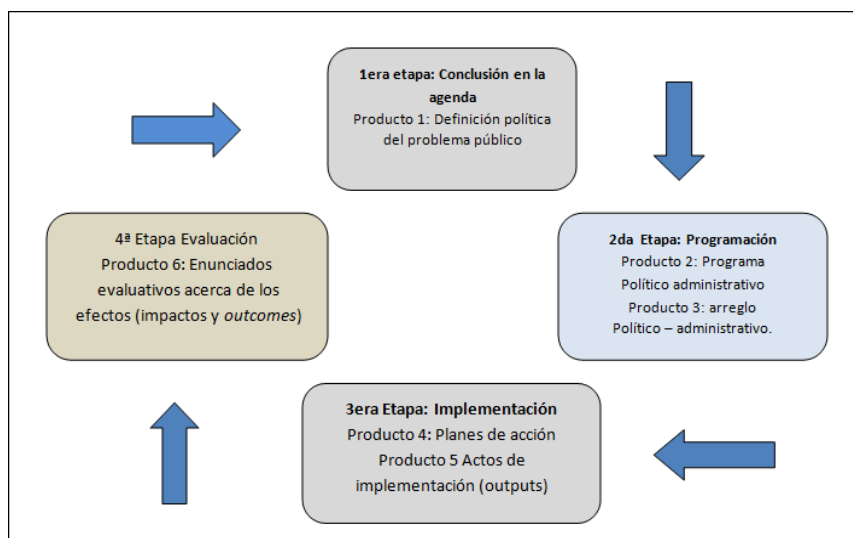 1era etapa: Conclusión en la
agenda
Producto 1: Definición política
del problema público
4ª Etapa Evaluación
Producto 6: Enunciados
evaluativos acerca de los
efectos (impactos y outcomes)
2da Etapa: Programación
Producto 2: Programa
Político administrativo
Producto 3: arreglo
Político – administrativo.
3era Etapa: Implementación
Producto 4: Planes de acción
Producto 5 Actos de
implementación (outputs)